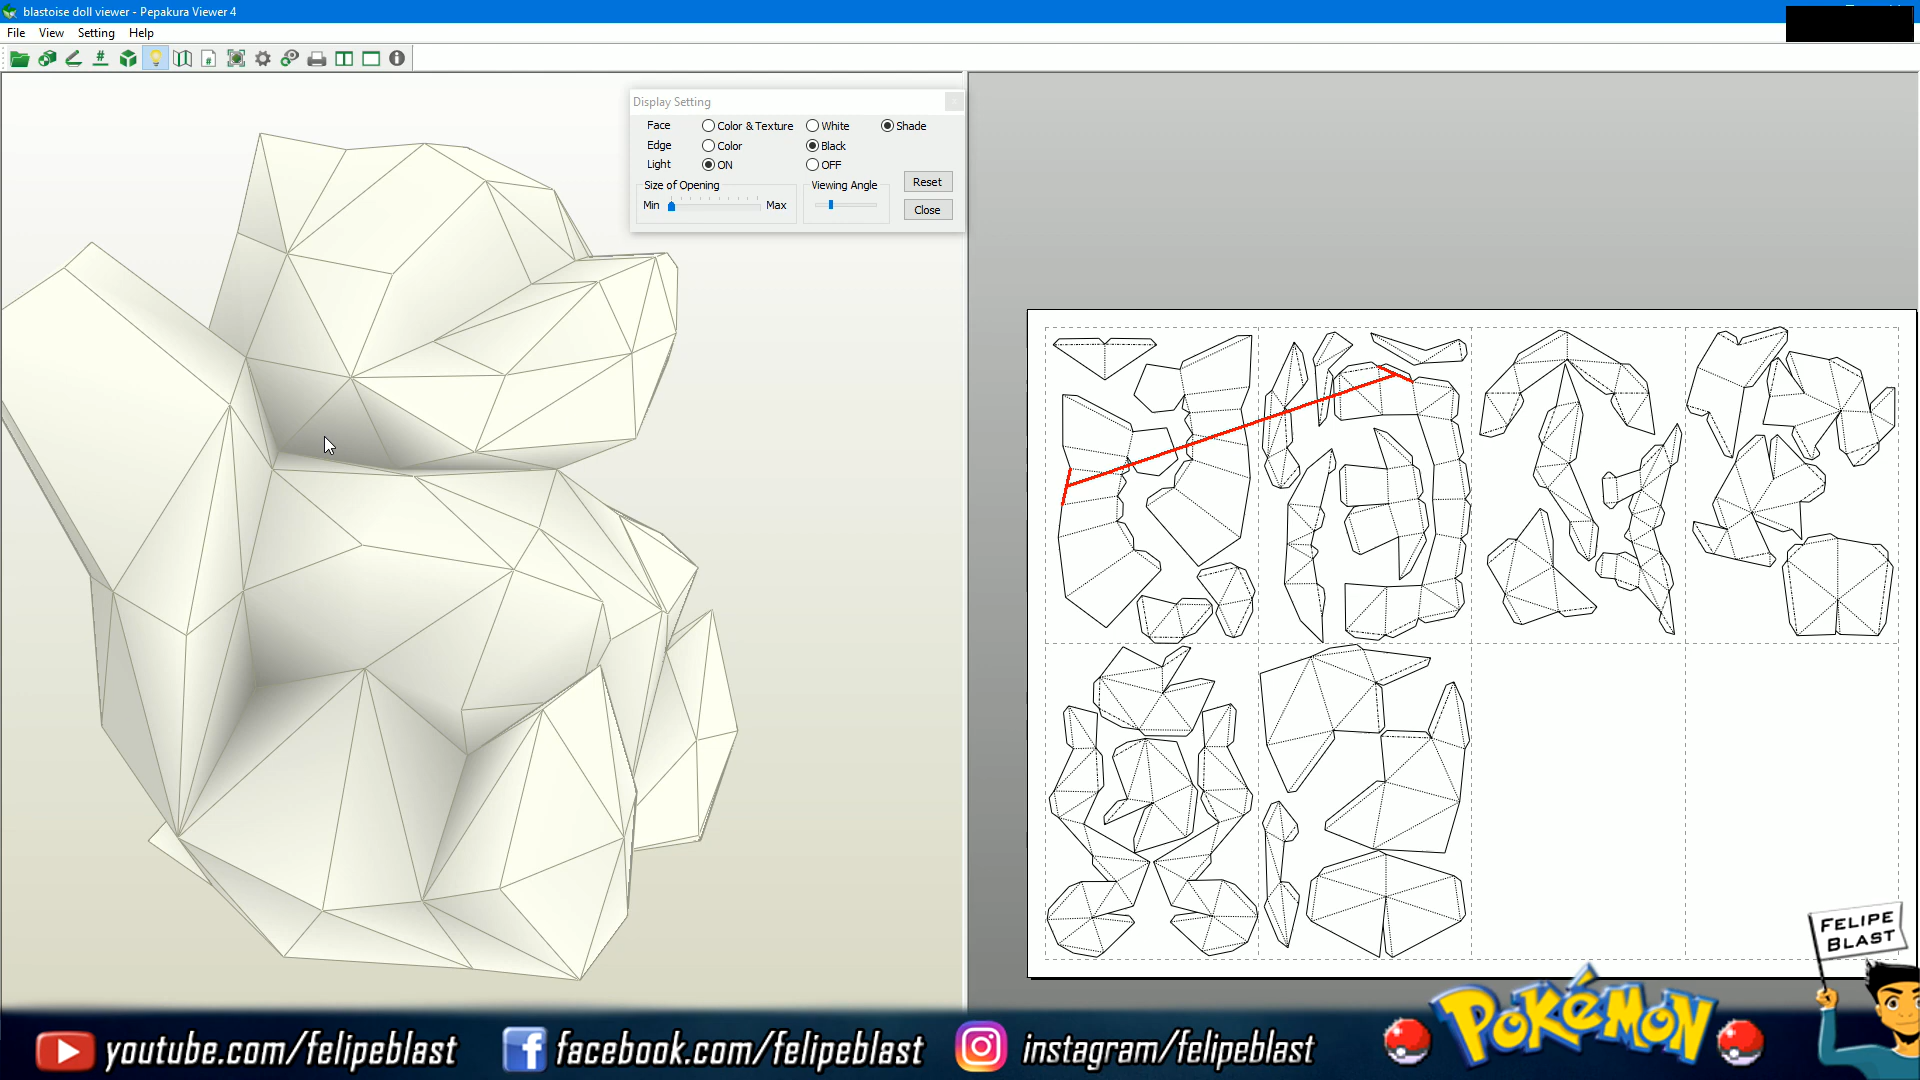 blastoise doll viewer - Pepakura Viewer 4
File View Setting Help
Display Setting
Face Color & Texture White Shade
Edge Color Black
Light ON OFF
Size of Opening Viewing Angle Reset
Min Max Close
FELIPE
BLAST
youtube.com/felipeblast facebook.com/felipeblast instagram/felipeblast POKéMON